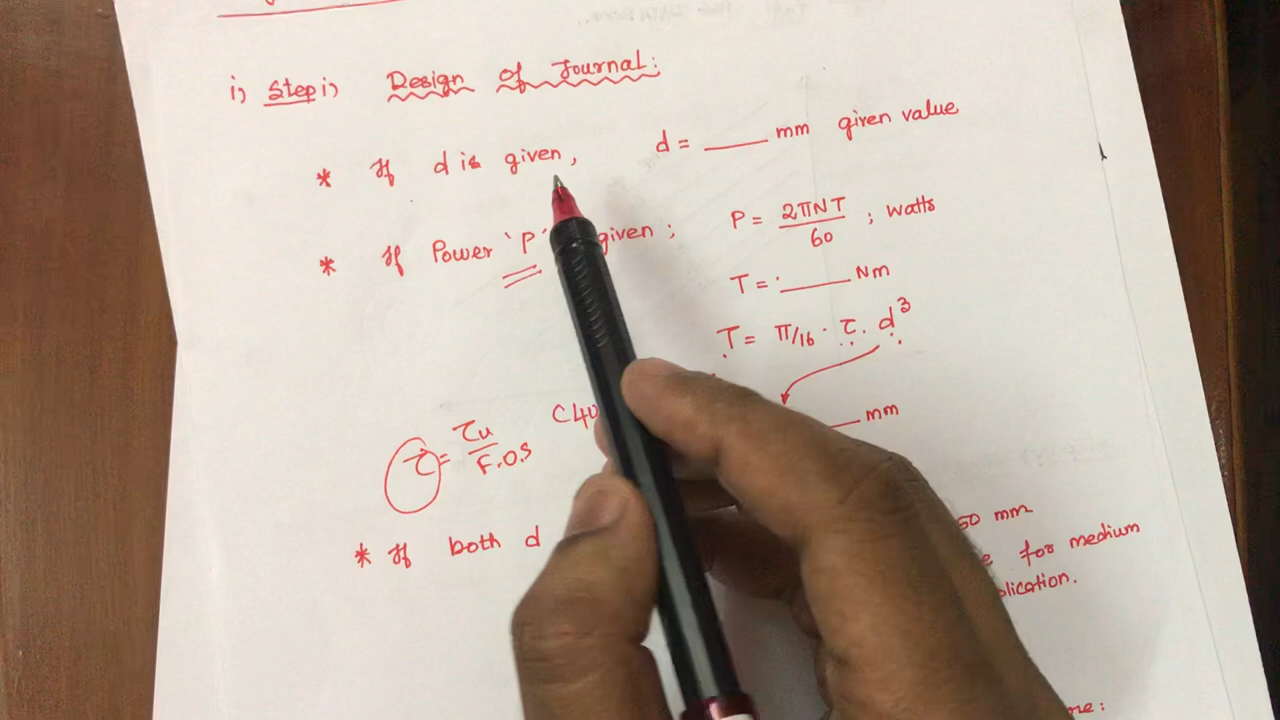 i) Step i) Design of Journal:
* If d is given, d = ____ mm given value
* If Power 'P' given ; P = 2πNT/60 ; watts
T = ____ Nm
T = π/16 · τ . d³
____ mm
τ = τu/F.O.S C40
* If both d 50 mm
for medium